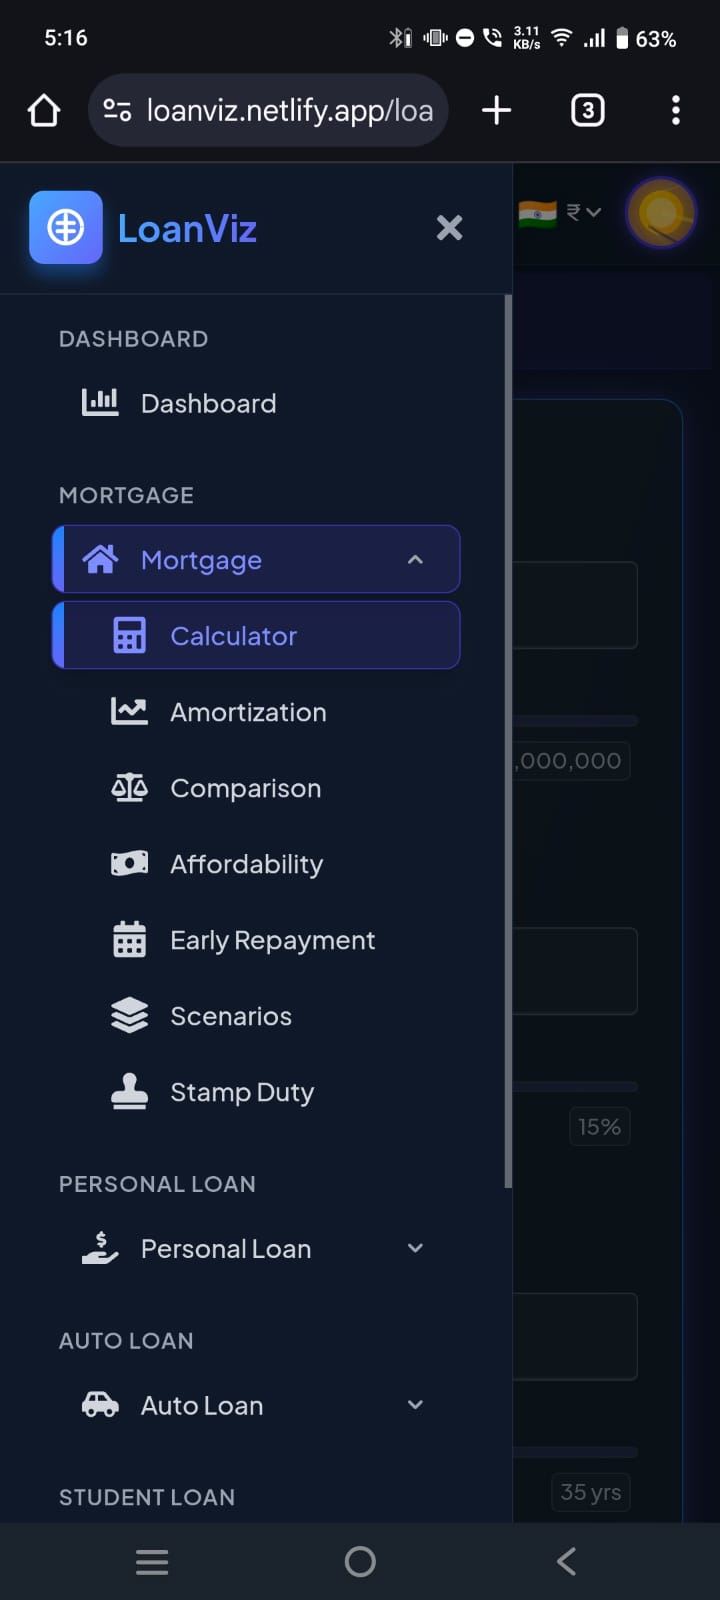 5:16
3.11
KB/s
63%
loanviz.netlify.app/loa
3
LoanViz
₹
DASHBOARD
Dashboard
MORTGAGE
Mortgage
Calculator
Amortization
,000,000
Comparison
Affordability
Early Repayment
Scenarios
Stamp Duty
15%
PERSONAL LOAN
Personal Loan
AUTO LOAN
Auto Loan
35 yrs
STUDENT LOAN